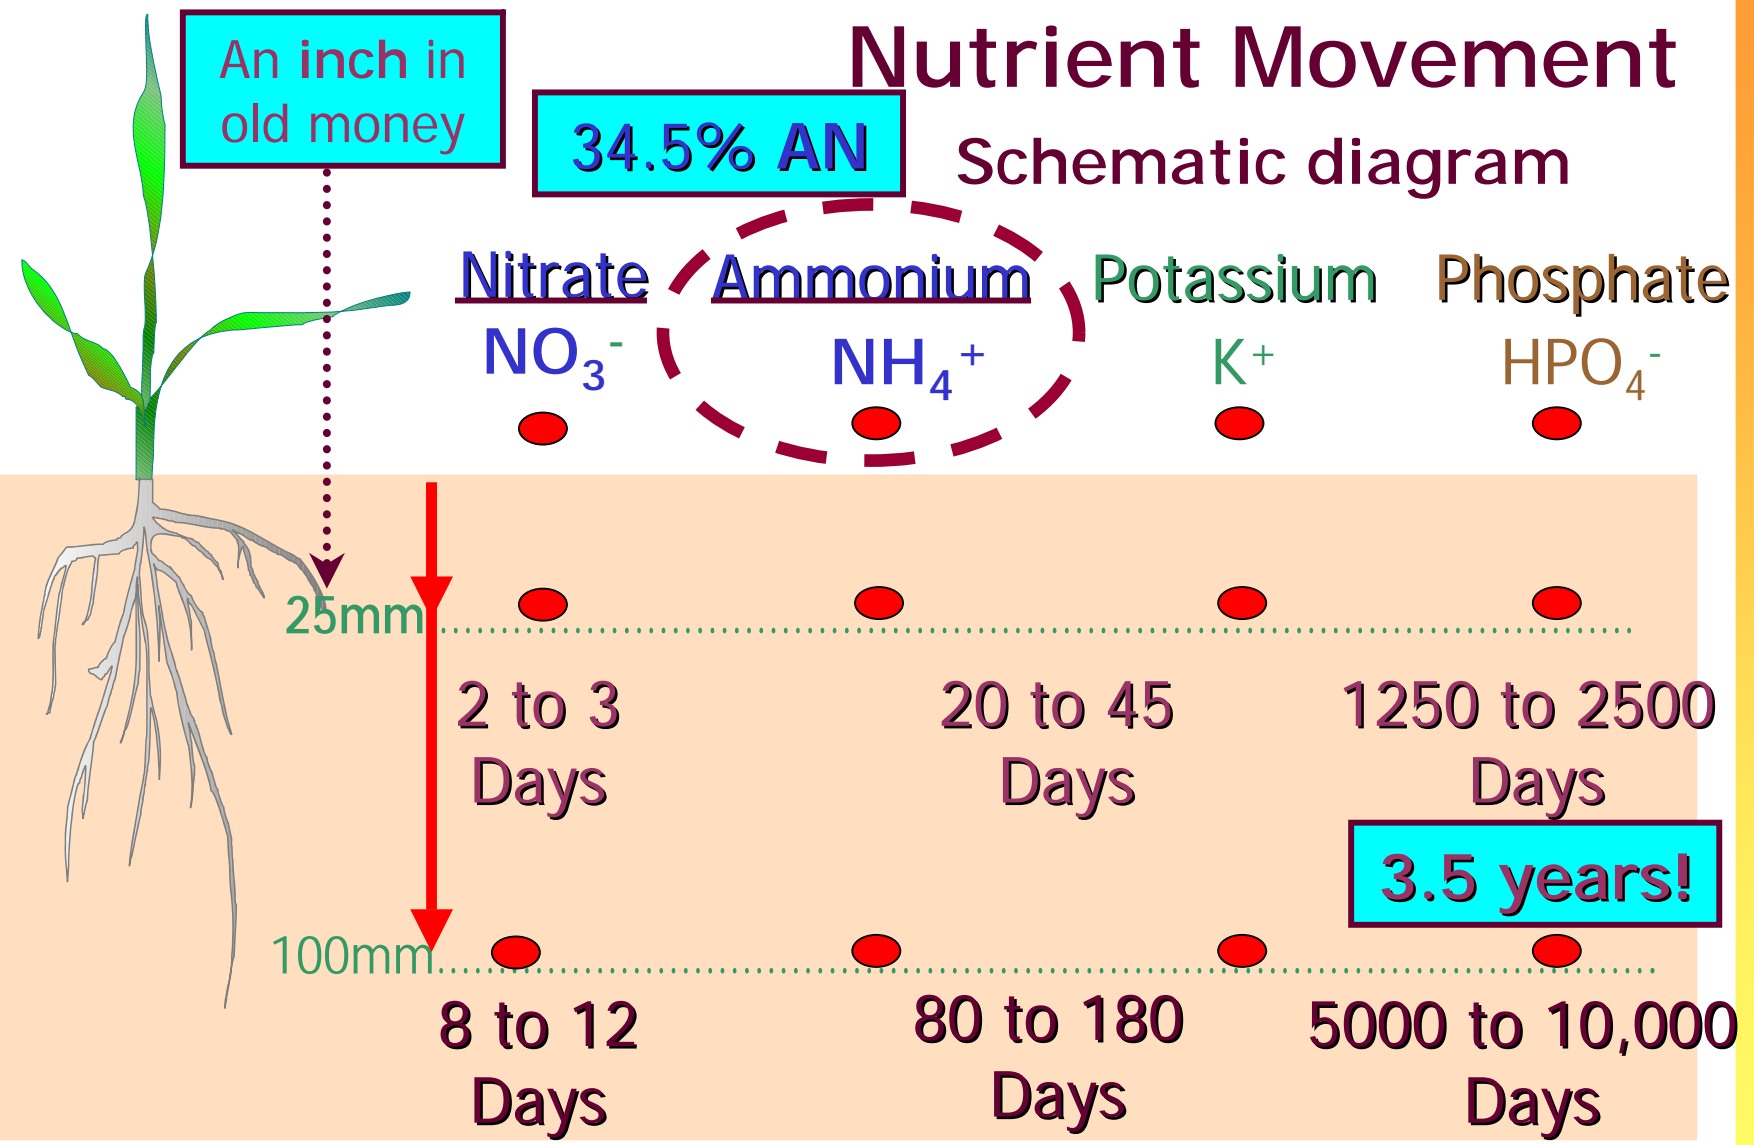 An inch in
old money
Nutrient Movement
34.5% AN
Schematic diagram
Nitrate Ammonium Potassium Phosphate
NO₃⁻ NH₄⁺ K⁺ HPO₄⁻
25mm
2 to 3 20 to 45 1250 to 2500
Days Days Days
3.5 years!
100mm
8 to 12 80 to 180 5000 to 10,000
Days Days Days